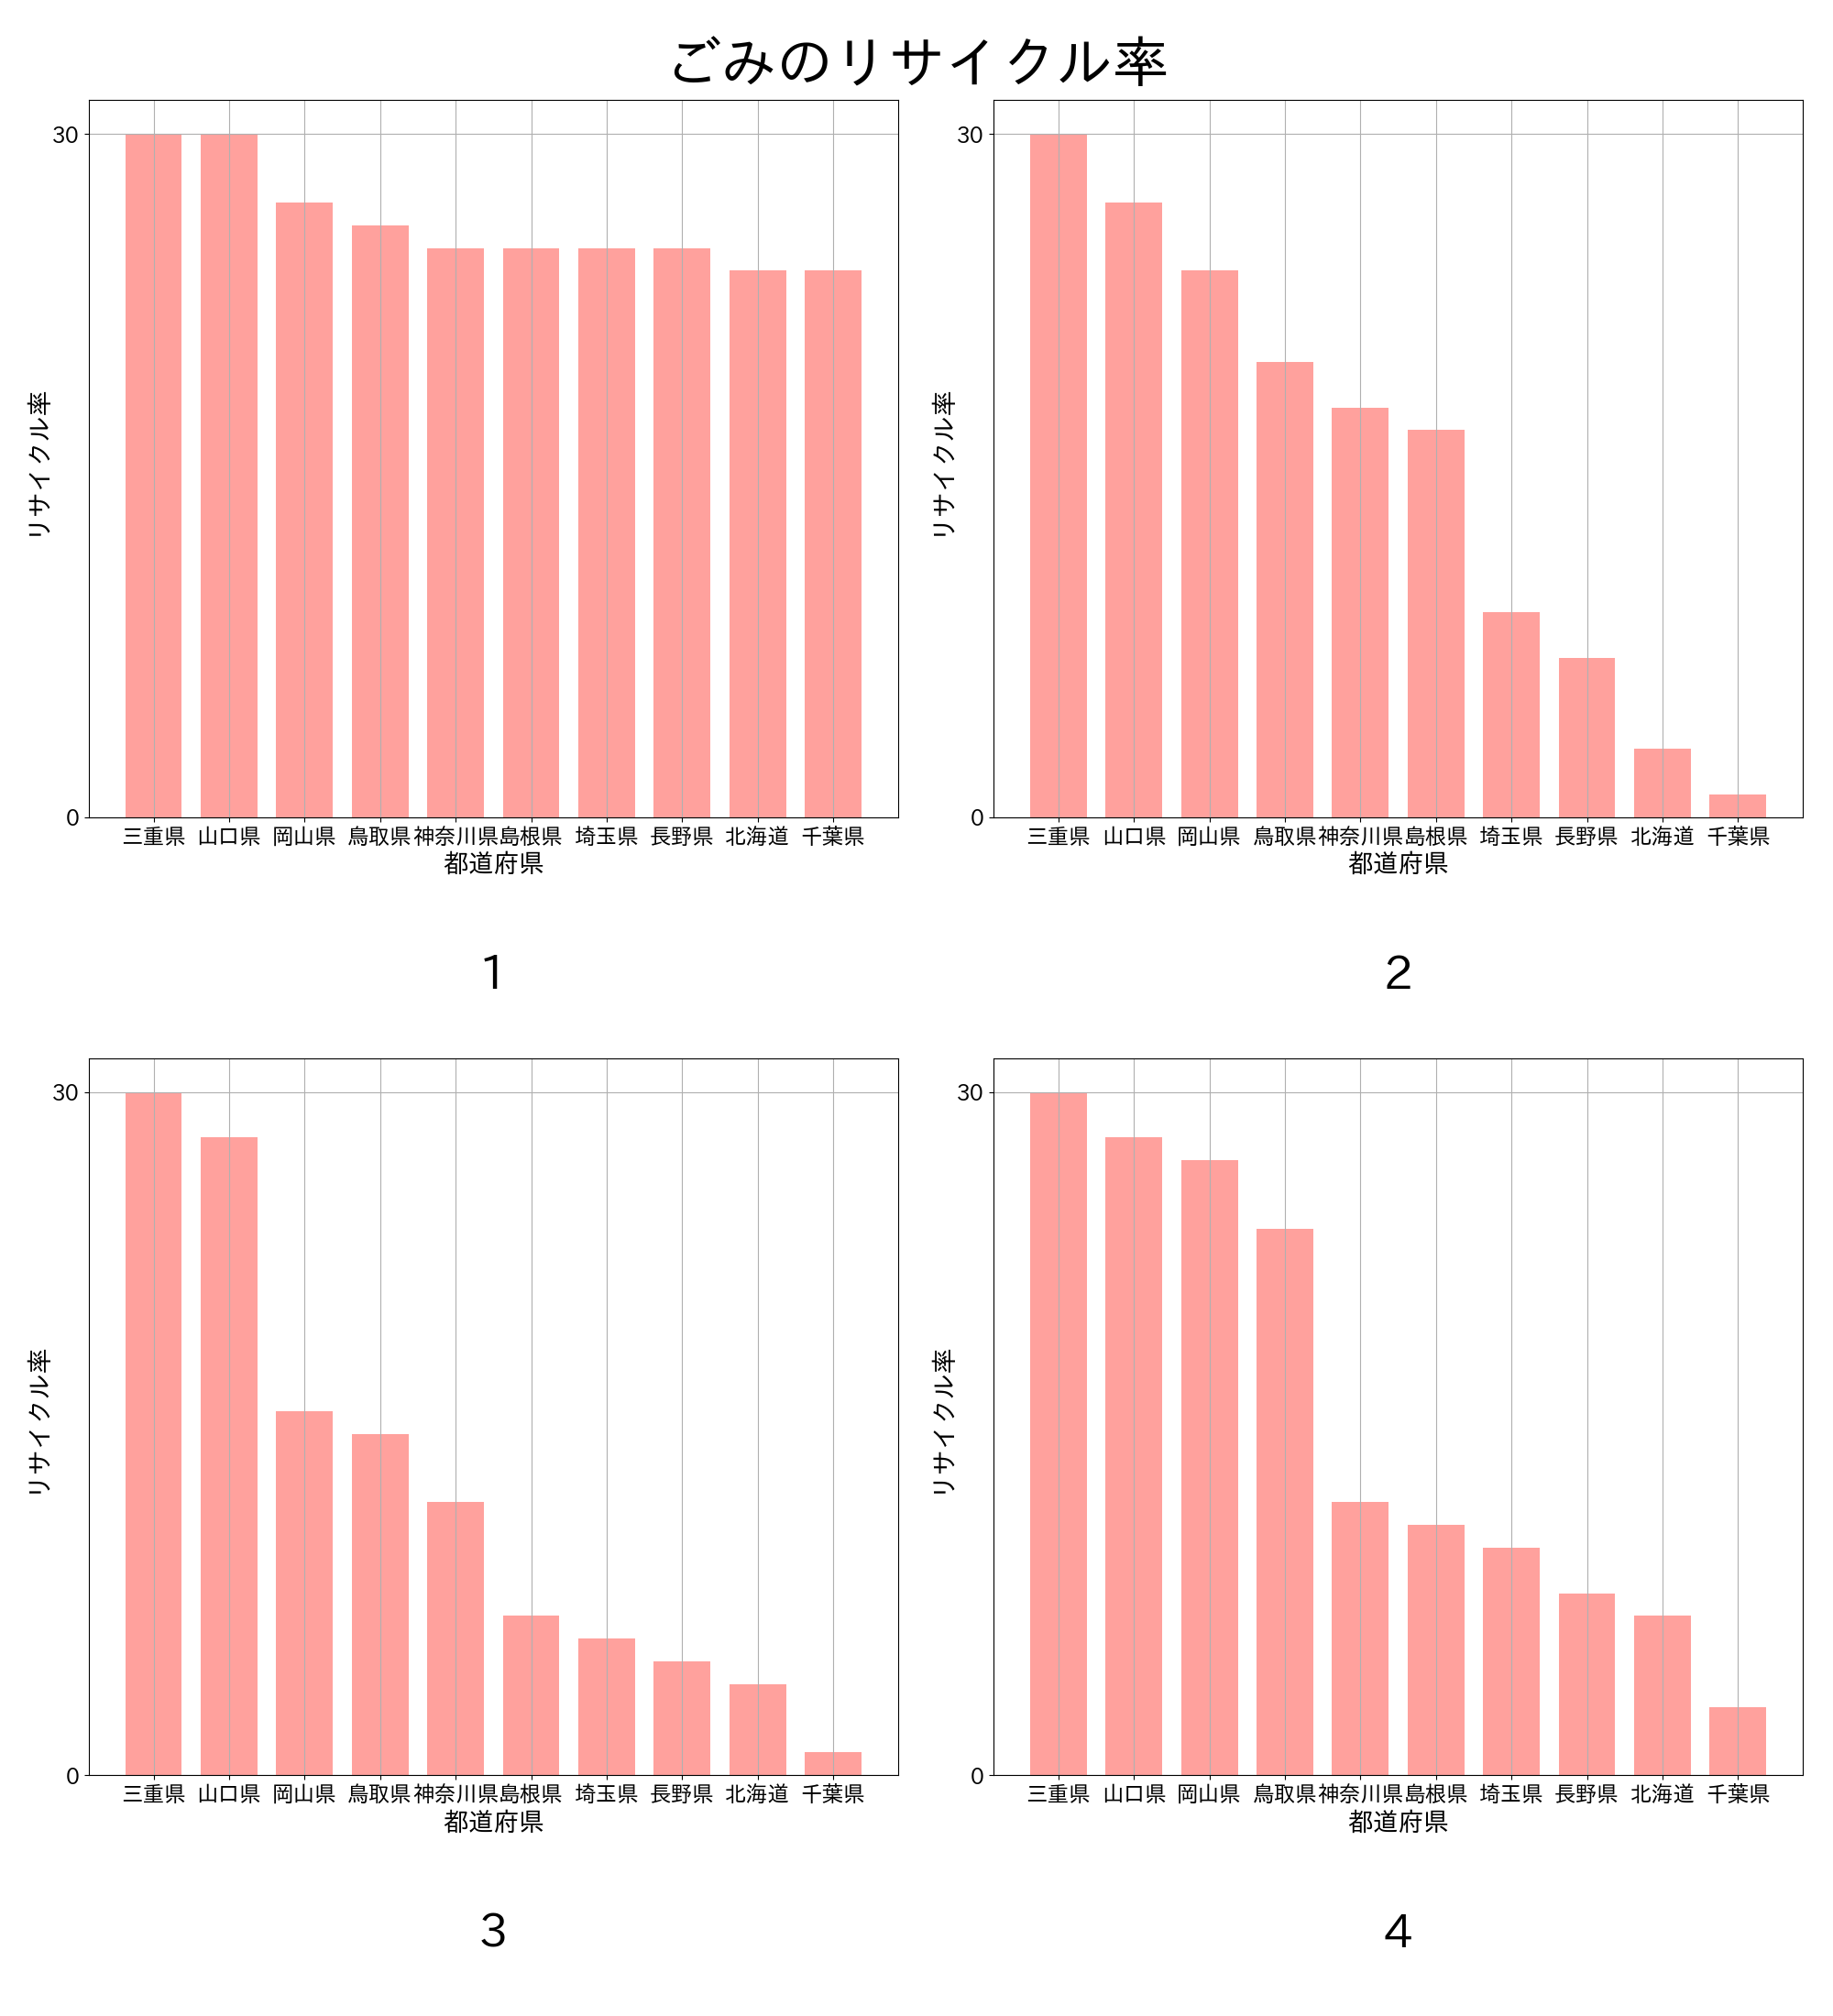 ごみのリサイクル率
30
0
リサイクル率
三重県 山口県 岡山県 鳥取県 神奈川県 島根県 埼玉県 長野県 北海道 千葉県
都道府県
1
30
0
リサイクル率
三重県 山口県 岡山県 鳥取県 神奈川県 島根県 埼玉県 長野県 北海道 千葉県
都道府県
2
30
0
リサイクル率
三重県 山口県 岡山県 鳥取県 神奈川県 島根県 埼玉県 長野県 北海道 千葉県
都道府県
3
30
0
リサイクル率
三重県 山口県 岡山県 鳥取県 神奈川県 島根県 埼玉県 長野県 北海道 千葉県
都道府県
4